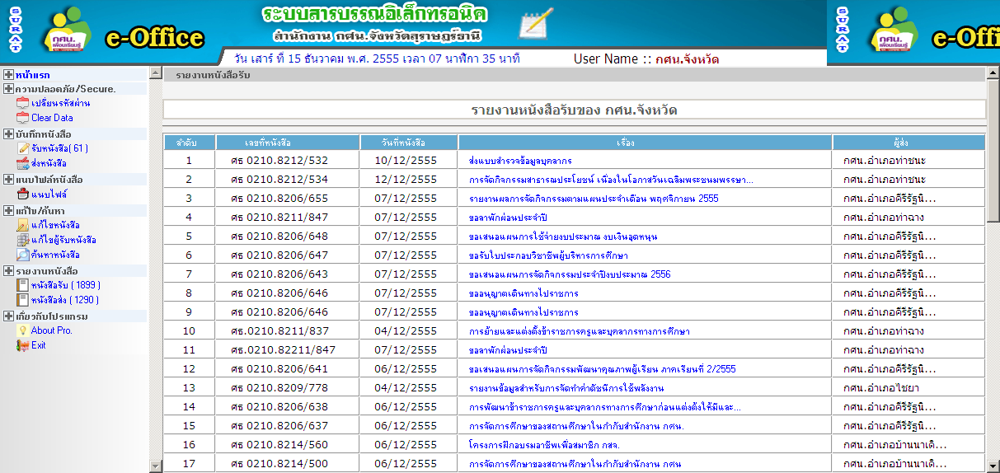 SURAT
กศน.
เพื่อนเรียนรู้
e-Office
ระบบสารบรรณอิเล็กทรอนิค
สำนักงาน กศน.จังหวัดสุราษฎร์ธานี
วัน เสาร์ ที่ 15 ธันวาคม พ.ศ. 2555 เวลา 07 นาฬิกา 35 นาที
User Name :: กศน.จังหวัด
SURAT
กศน.
เพื่อนเรียนรู้
e-Offi
หน้าแรก
ความปลอดภัย/Secure.
เปลี่ยนรหัสผ่าน
Clear Data
บันทึกหนังสือ
รับหนังสือ( 61 )
ส่งหนังสือ
แนบไฟล์หนังสือ
แนบไฟล์
แก้ไข/ค้นหา
แก้ไขหนังสือ
แก้ไขผู้รับหนังสือ
ค้นหาหนังสือ
รายงานหนังสือ
หนังสือรับ ( 1899 )
หนังสือส่ง ( 1290 )
เกี่ยวกับโปรแกรม
About Pro.
Exit
รายงานหนังสือรับ
รายงานหนังสือรับของ กศน.จังหวัด
ลำดับ เลขที่หนังสือ วันที่หนังสือ เรื่อง ผู้ส่ง
1 ศธ 0210.8212/532 10/12/2555 ส่งแบบสำรวจข้อมูลบุคลากร กศน.อำเภอท่าชนะ
2 ศธ 0210.8212/534 12/12/2555 การจัดกิจกรรมสาธารณประโยชน์ เนื่องในโอกาสวันเฉลิมพระชนมพรรษา... กศน.อำเภอท่าชนะ
3 ศธ 0210.8206/655 07/12/2555 รายงานผลการจัดกิจกรรมตามแผนประจำเดือน พฤศจิกายน 2555 กศน.อำเภอคีรีรัฐนิ...
4 ศธ 0210.8211/847 07/12/2555 ขอลาพักผ่อนประจำปี กศน.อำเภอท่าฉาง
5 ศธ 0210.8206/648 07/12/2555 ขอเสนอแผนการใช้จ่ายงบประมาณ งบเงินอุดหนุน กศน.อำเภอคีรีรัฐนิ...
6 ศธ 0210.8206/647 07/12/2555 ขอรับใบประกอบวิชาชีพผู้บริหารการศึกษา กศน.อำเภอคีรีรัฐนิ...
7 ศธ 0210.8206/643 07/12/2555 ขอเสนอแผนการจัดกิจกรรมประจำปีงบประมาณ 2556 กศน.อำเภอคีรีรัฐนิ...
8 ศธ 0210.8206/646 07/12/2555 ขออนุญาตเดินทางไปราชการ กศน.อำเภอคีรีรัฐนิ...
9 ศธ 0210.8206/646 07/12/2555 ขออนุญาตเดินทางไปราชการ กศน.อำเภอคีรีรัฐนิ...
10 ศธ.0210.8211/837 04/12/2555 การย้ายและแต่งตั้งข้าราชการครูและบุคลากรทางการศึกษา กศน.อำเภอท่าฉาง
11 ศธ.0210.82211/847 07/12/2555 ขอลาพักผ่อนประจำปี กศน.อำเภอท่าฉาง
12 ศธ 0210.8206/641 06/12/2555 ขอเสนอแผนการจัดกิจกรรมพัฒนาคุณภาพผู้เรียน ภาคเรียนที่ 2/2555 กศน.อำเภอคีรีรัฐนิ...
13 ศธ 0210.8209/778 04/12/2555 รายงานข้อมูลสำหรับการจัดทำค่าดัชนีการใช้พลังงาน กศน.อำเภอไชยา
14 ศธ 0210.8206/638 06/12/2555 การพัฒนาข้าราชการครูและบุคลากรทางการศึกษาก่อนแต่งตั้งให้มีและ... กศน.อำเภอคีรีรัฐนิ...
15 ศธ 0210.8206/637 06/12/2555 การจัดการศึกษาของสถานศึกษาในกำกับสำนักงาน กศน. กศน.อำเภอคีรีรัฐนิ...
16 ศธ 0210.8214/560 06/12/2555 โครงการฝึกอบรมอาชีพเพื่อสมาชิก กสจ. กศน.อำเภอบ้านนาเดิ...
17 ศธ 0210.8214/500 06/12/2555 การจัดการศึกษาของสถานศึกษาในกำกับสำนักงาน กศน กศน.อำเภอบ้านนาเดิ...